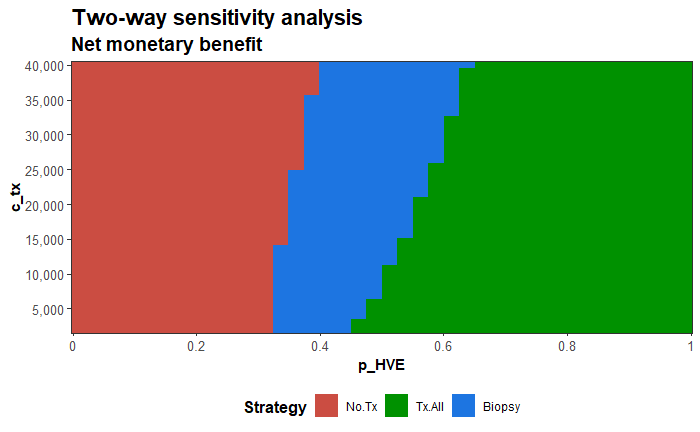 Two-way sensitivity analysis
Net monetary benefit
40,000
35,000
30,000
25,000
20,000
15,000
10,000
5,000
c_tx
0 0.2 0.4 0.6 0.8 1
p_HVE
Strategy No.Tx Tx.All Biopsy